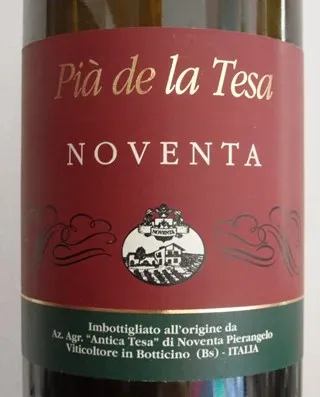 Pià de la Tesa
NOVENTA
NOVENTA
Imbottigliato all'origine da
Az. Agr. "Antica Tesa" di Noventa Pierangelo
Viticoltore in Botticino (Bs) - ITALIA